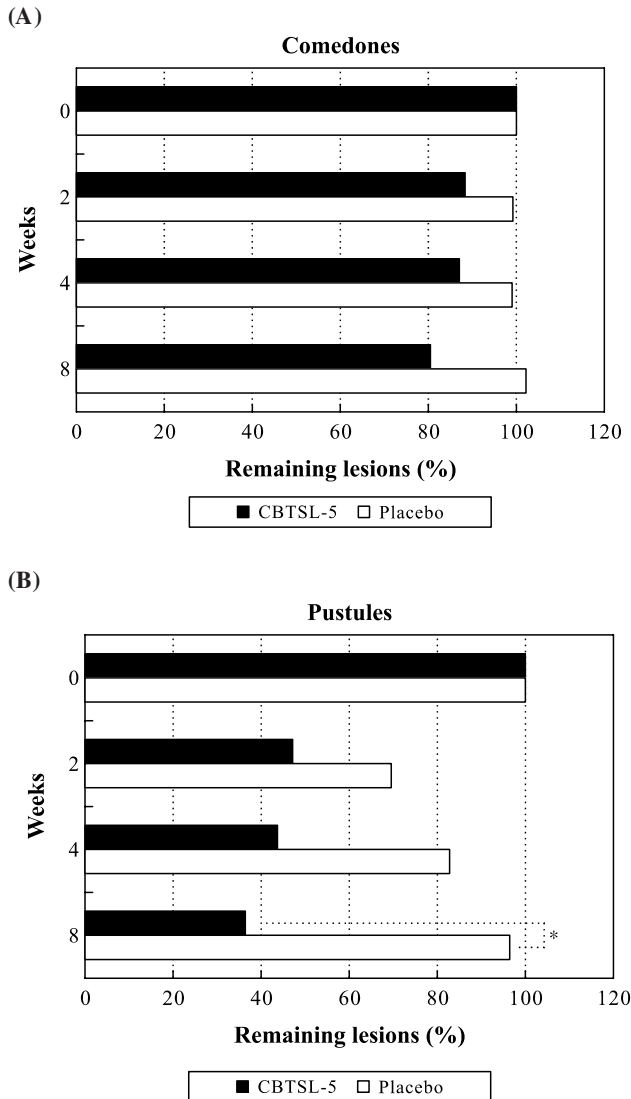 (A)
Comedones
Weeks
0
2
4
8
0 20 40 60 80 100 120
Remaining lesions (%)
■ CBTSL-5 □ Placebo
(B)
Pustules
Weeks
0
2
4
8
*
0 20 40 60 80 100 120
Remaining lesions (%)
■ CBTSL-5 □ Placebo